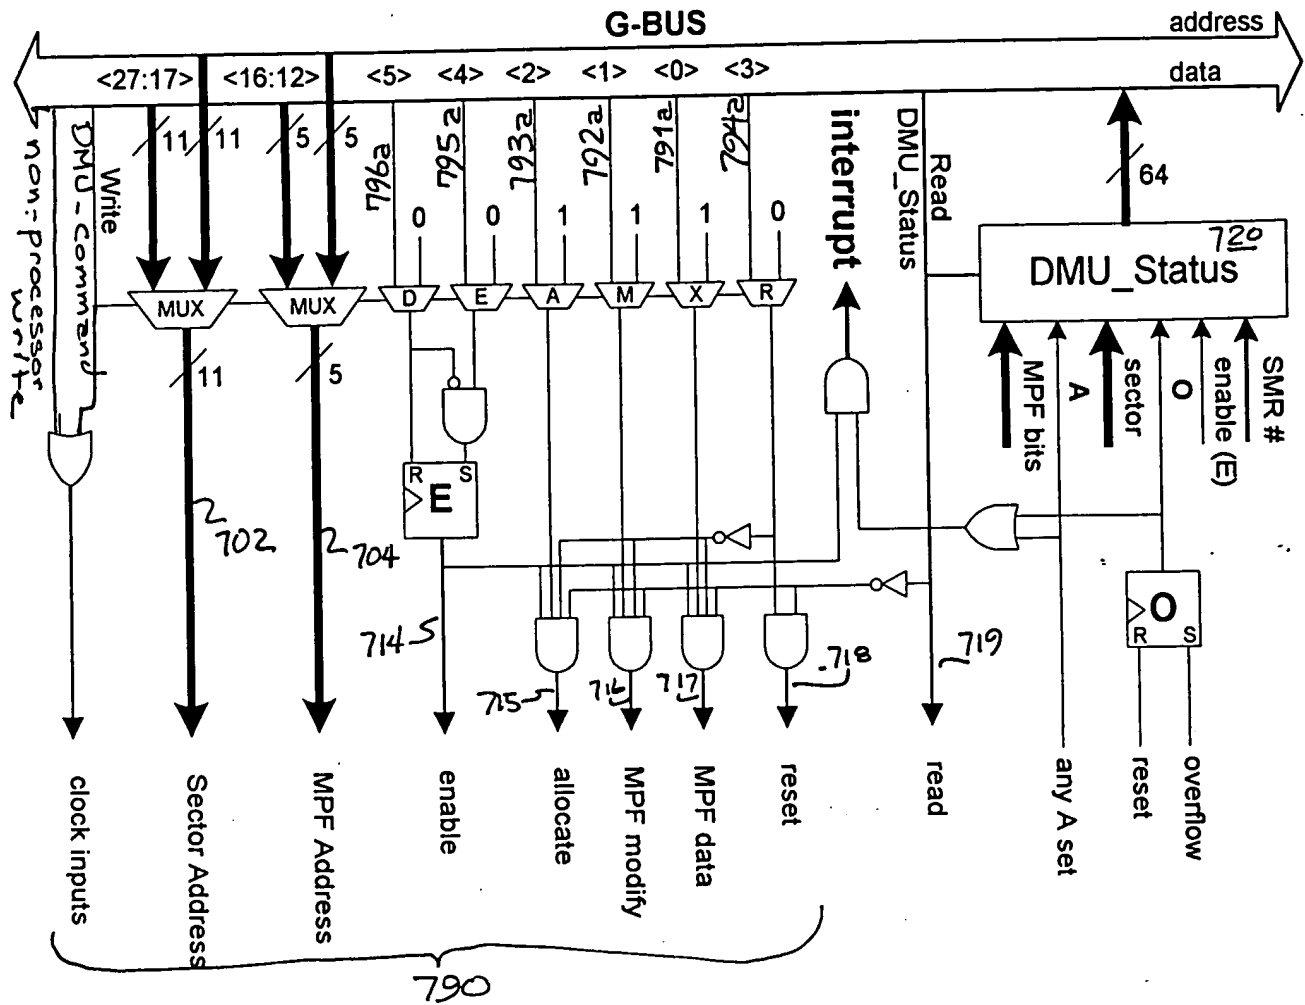 G-BUS
address
<27:17> <16:12> <5> <4> <2> <1> <0> <3>
data
11 11 5 5
796a 795a 793a 792a 791a 794a
0 0 1 1 1 0
non-processor write
DMU-command
Write
interrupt
DMU_Status
Read
64
720
DMU_Status
MUX MUX D E A M X R
11 5
MPF bits
A
sector
O
enable (E)
SMR #
R S
E
702
704
O
R S
714
715
716
717
718
719
clock inputs
Sector Address
MPF Address
enable
allocate
MPF modify
MPF data
reset
read
any A set
reset
overflow
790